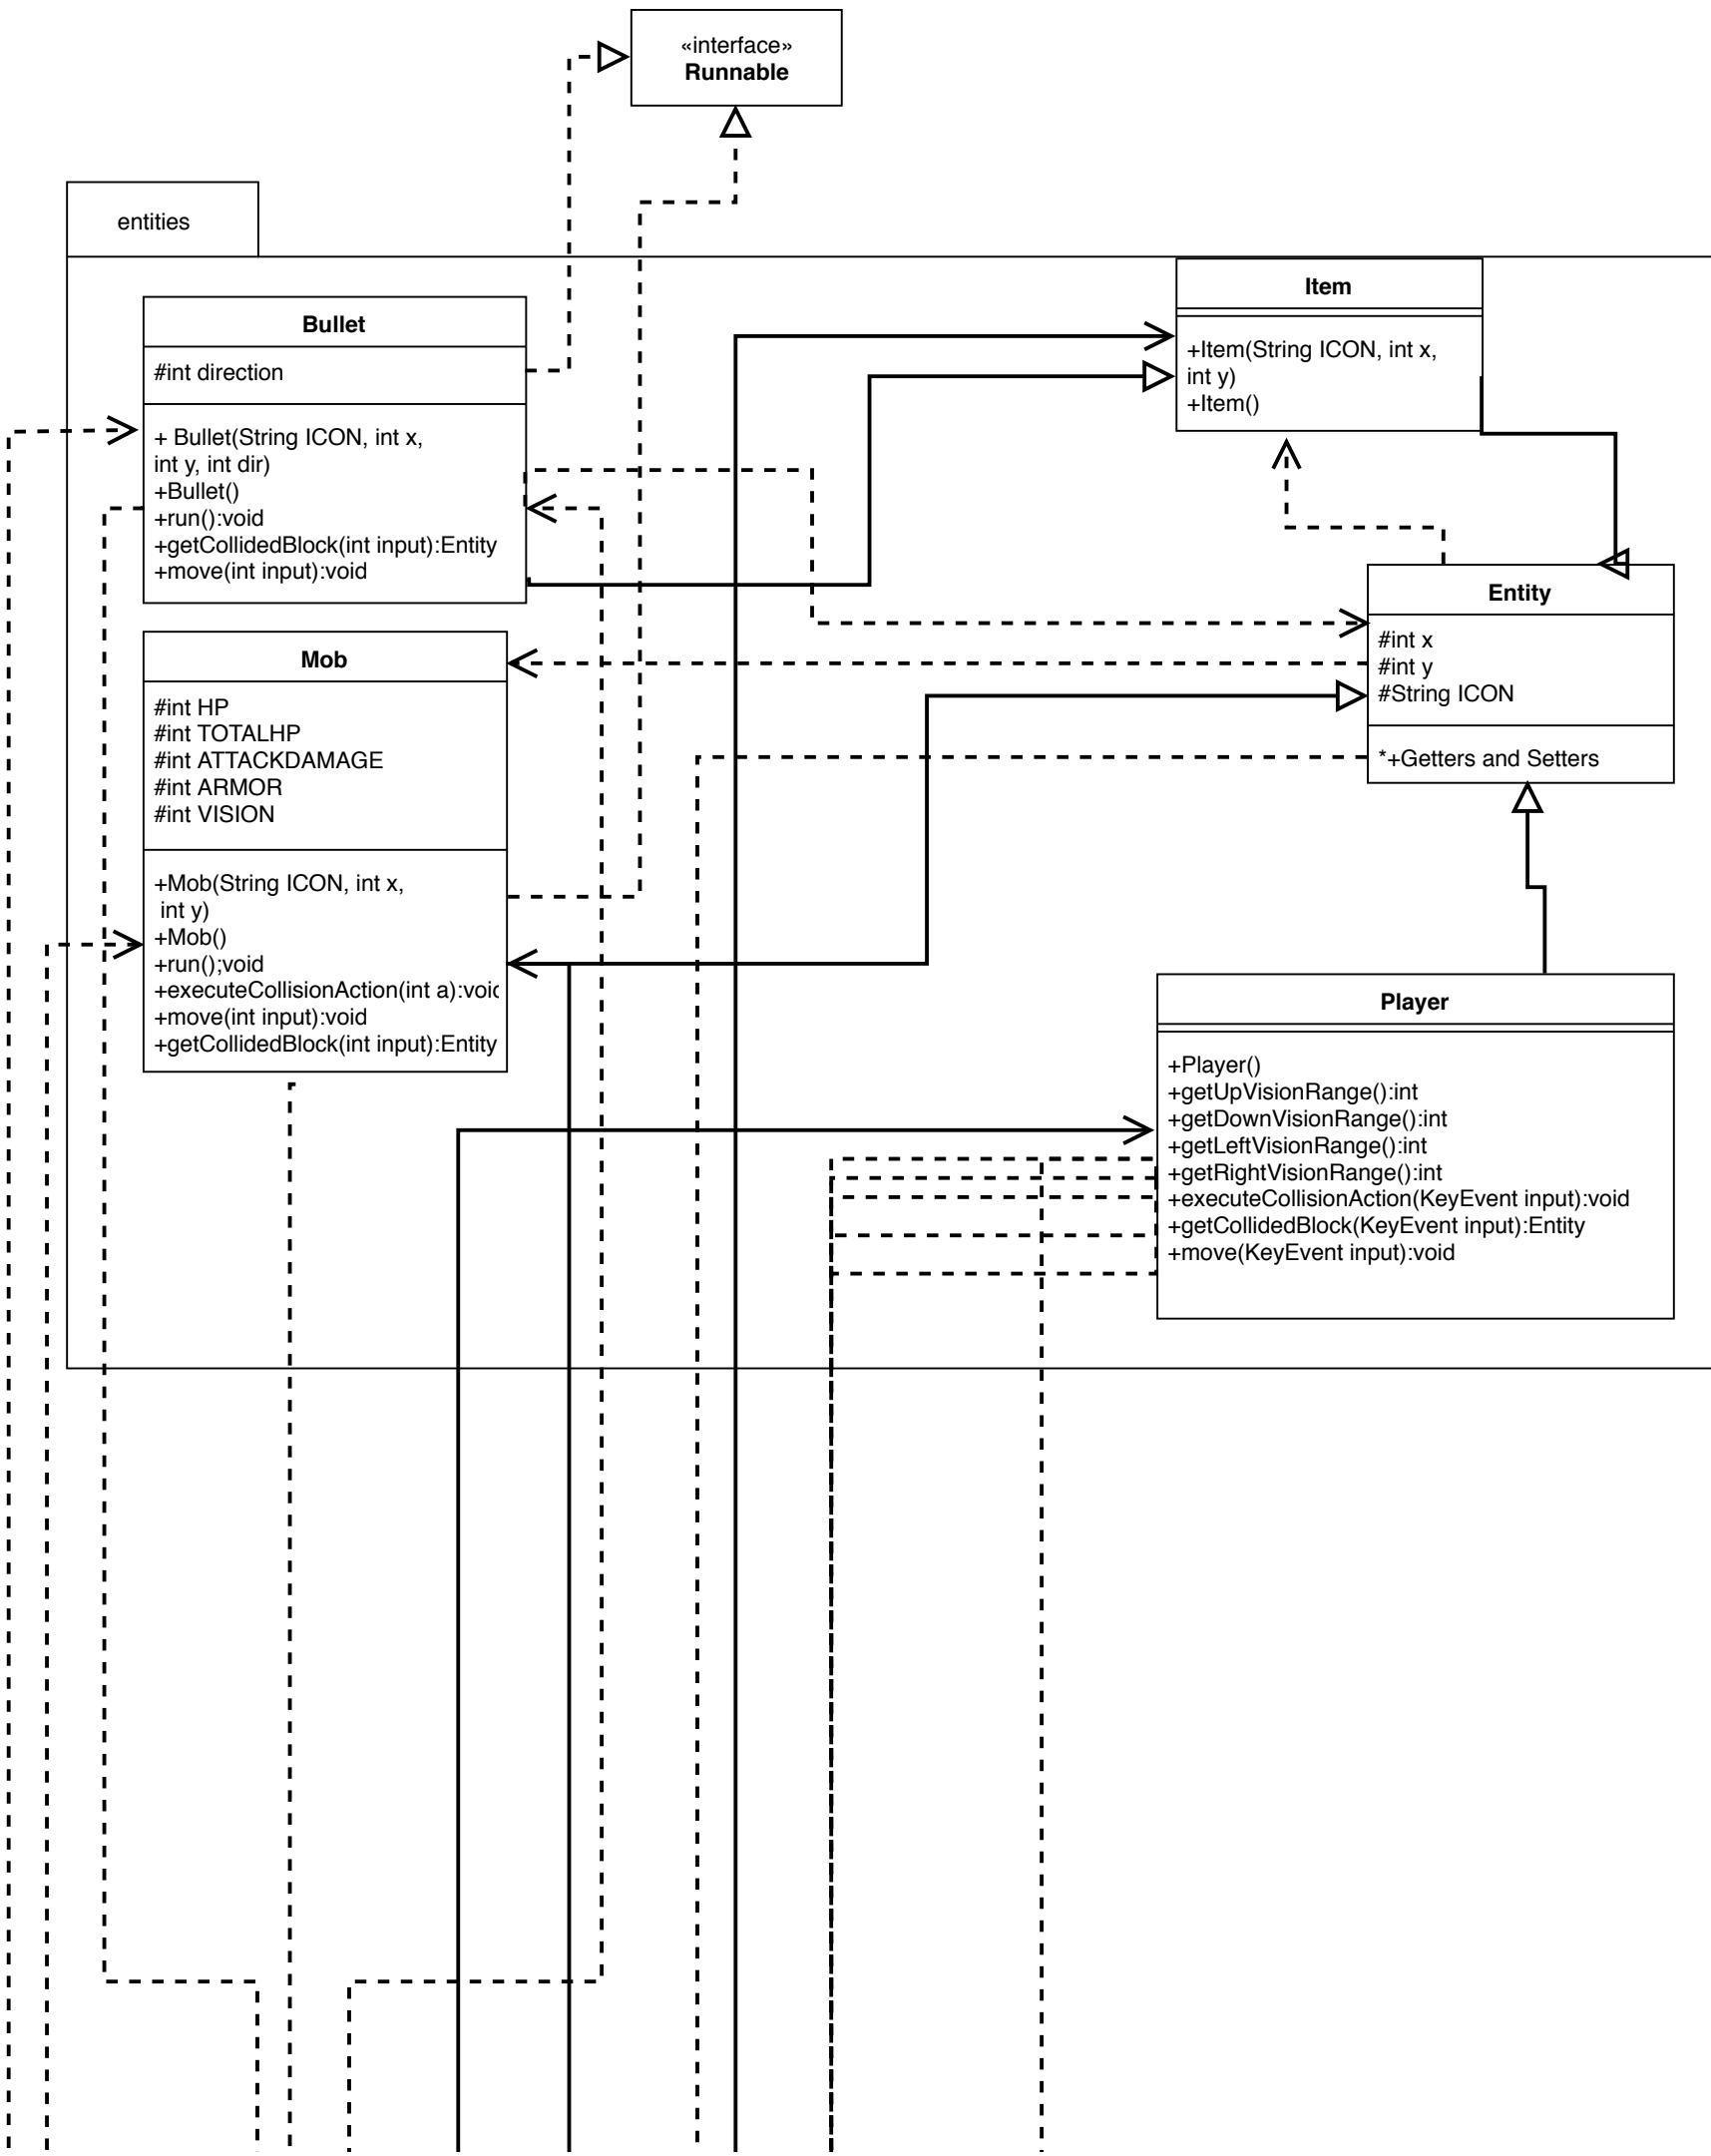 «interface»
Runnable
entities
Bullet
#int direction
+ Bullet(String ICON, int x,
int y, int dir)
+Bullet()
+run():void
+getCollidedBlock(int input):Entity
+move(int input):void
Item
+Item(String ICON, int x,
int y)
+Item()
Entity
#int x
#int y
#String ICON
*+Getters and Setters
Mob
#int HP
#int TOTALHP
#int ATTACKDAMAGE
#int ARMOR
#int VISION
+Mob(String ICON, int x,
int y)
+Mob()
+run();void
+executeCollisionAction(int a):voic
+move(int input):void
+getCollidedBlock(int input):Entity
Player
+Player()
+getUpVisionRange():int
+getDownVisionRange():int
+getLeftVisionRange():int
+getRightVisionRange():int
+executeCollisionAction(KeyEvent input):void
+getCollidedBlock(KeyEvent input):Entity
+move(KeyEvent input):void